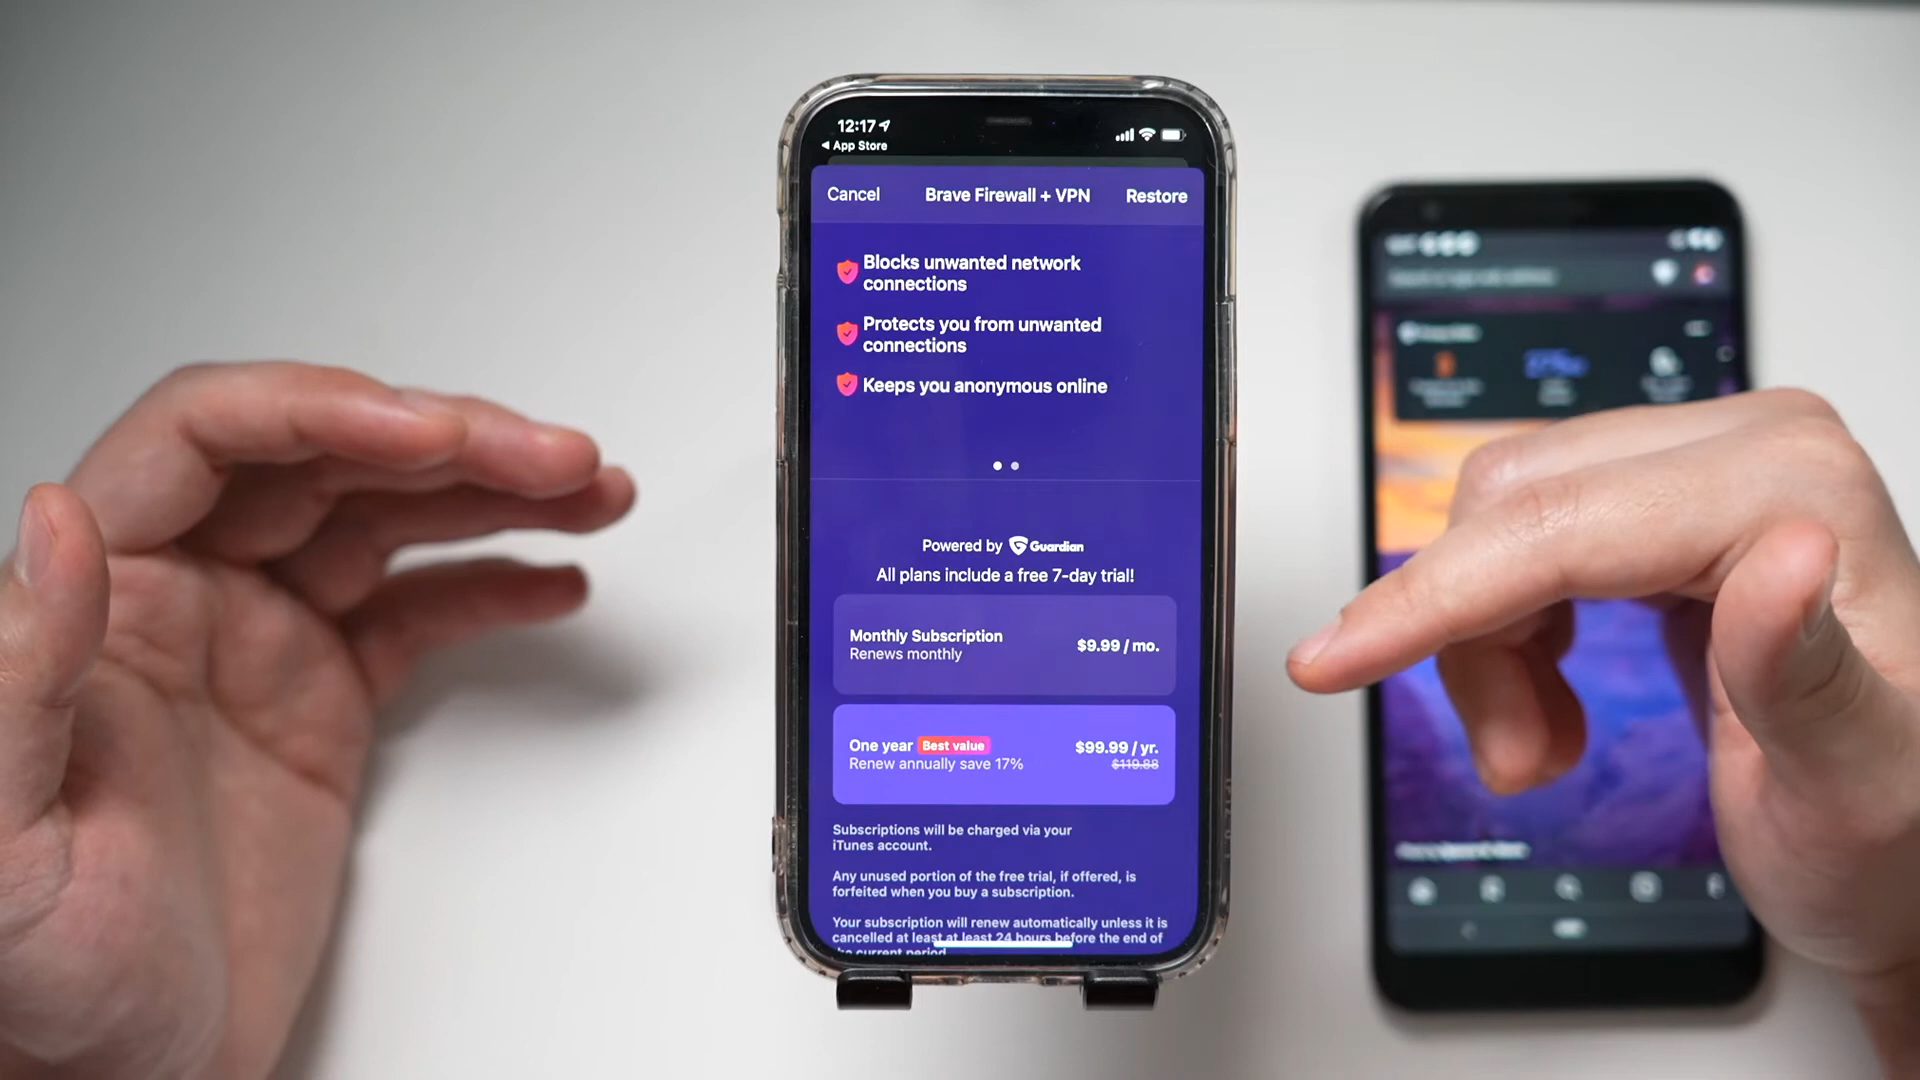 12:17
App Store
Cancel
Brave Firewall + VPN
Restore
Blocks unwanted network
connections
Protects you from unwanted
connections
Keeps you anonymous online
Powered by Guardian
All plans include a free 7-day trial!
Monthly Subscription
Renews monthly
$9.99 / mo.
One year Best value
Renew annually save 17%
$99.99 / yr.
$119.88
Subscriptions will be charged via your
iTunes account.
Any unused portion of the free trial, if offered, is
forfeited when you buy a subscription.
Your subscription will renew automatically unless it is
cancelled at least at least 24 hours before the end of
the current period